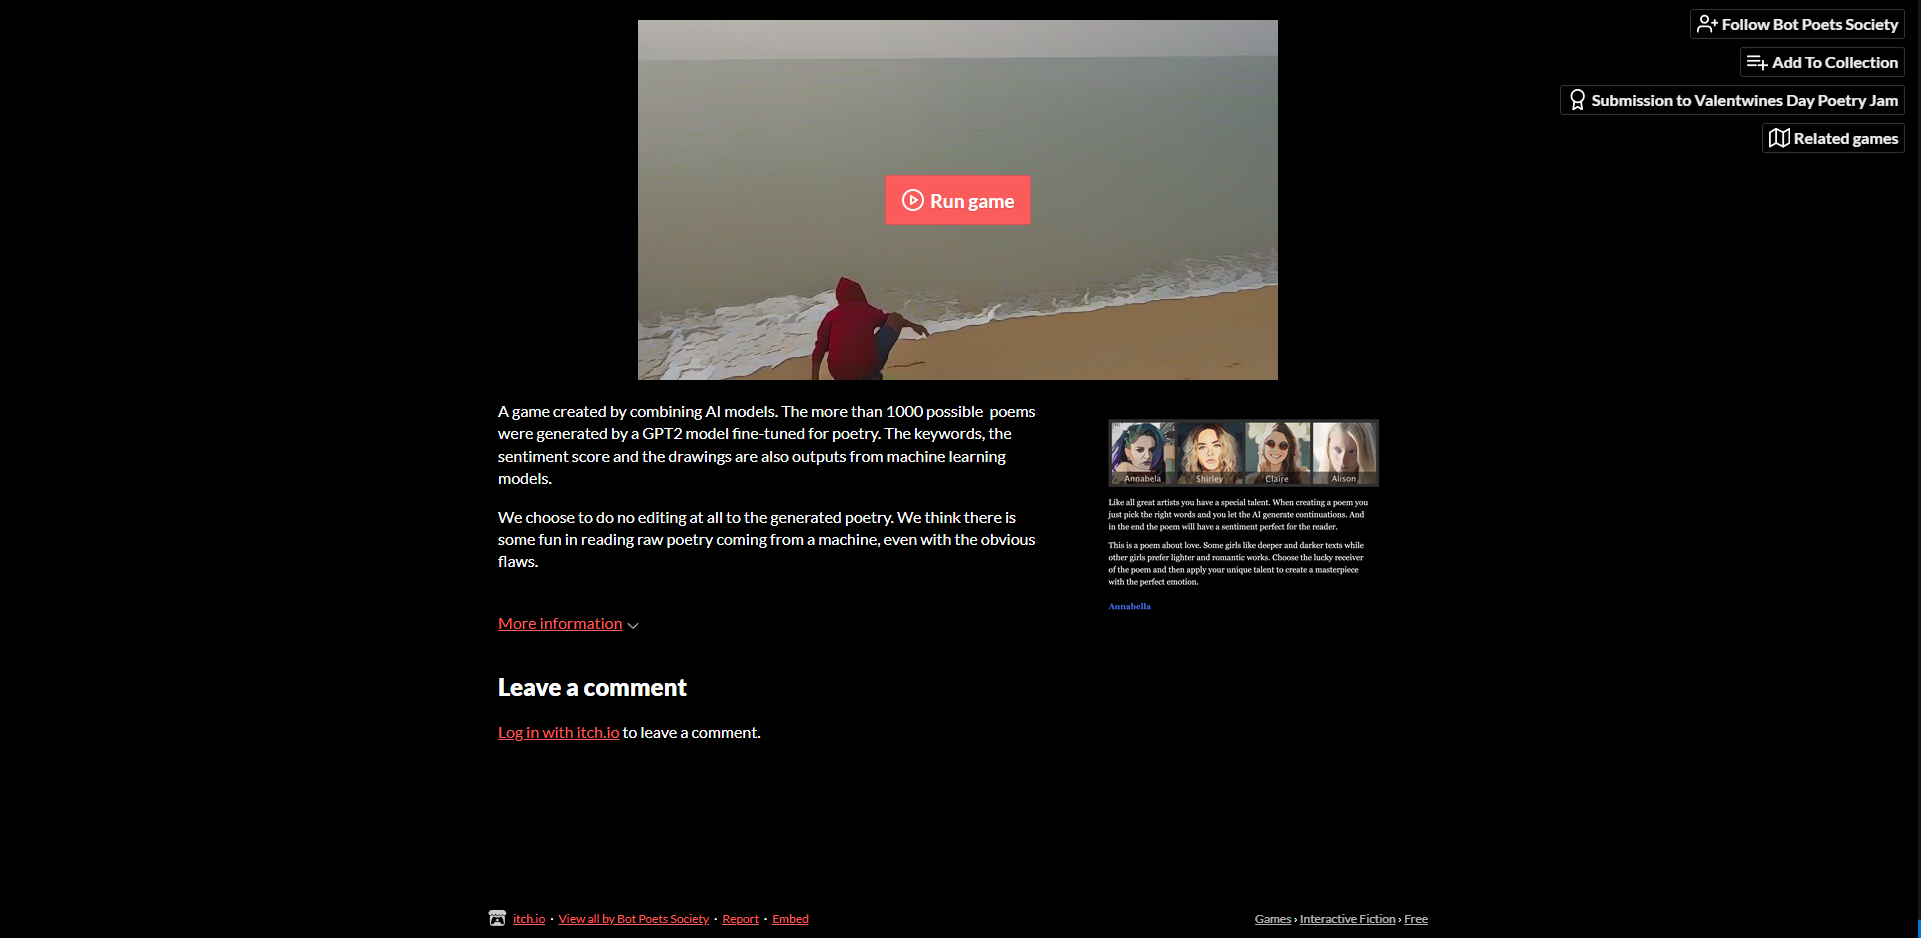 Follow Bot Poets Society
Add To Collection
Submission to Valentwines Day Poetry Jam
Related games
Run game
A game created by combining AI models. The more than 1000 possible  poems
were generated by a GPT2 model fine-tuned for poetry. The keywords, the
sentiment score and the drawings are also outputs from machine learning
models.
We choose to do no editing at all to the generated poetry. We think there is
some fun in reading raw poetry coming from a machine, even with the obvious
flaws.
More information
Leave a comment
Log in with itch.io to leave a comment.
Annabela Shirley Claire Alison
Like all great artists you have a special talent. When creating a poem you
just pick the right words and you let the AI generate continuations. And
in the end the poem will have a sentiment perfect for the reader.
This is a poem about love. Some girls like deeper and darker texts while
other girls prefer lighter and romantic works. Choose the lucky receiver
of the poem and then apply your unique talent to create a masterpiece
with the perfect emotion.
Annabella
itch.io · View all by Bot Poets Society · Report · Embed
Games › Interactive Fiction › Free